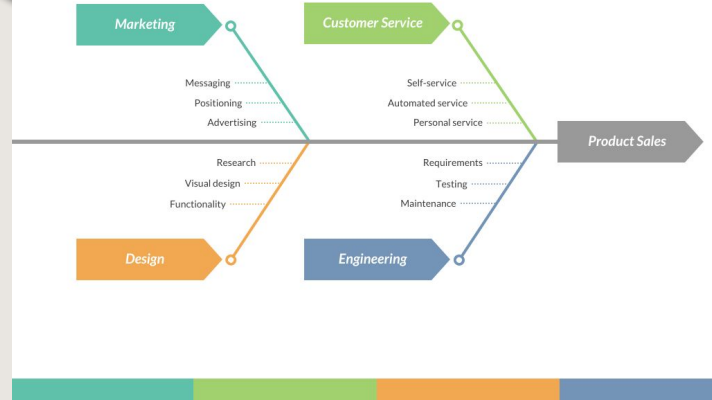 Marketing
Customer Service
Messaging
Positioning
Advertising
Self-service
Automated service
Personal service
Product Sales
Research
Visual design
Functionality
Requirements
Testing
Maintenance
Design
Engineering